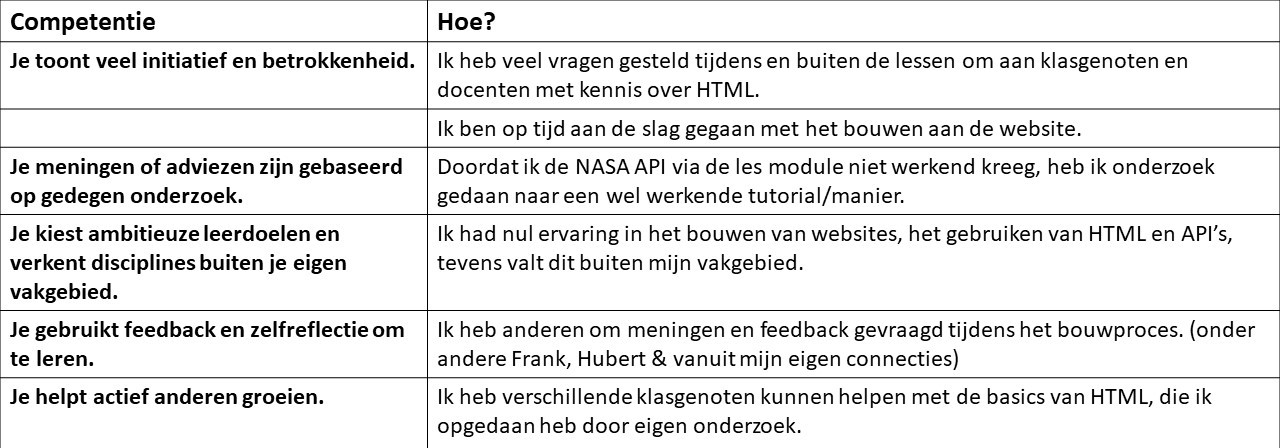 Competentie
Hoe?
Je toont veel initiatief en betrokkenheid.
Ik heb veel vragen gesteld tijdens en buiten de lessen om aan klasgenoten en
docenten met kennis over HTML.
Ik ben op tijd aan de slag gegaan met het bouwen aan de website.
Je meningen of adviezen zijn gebaseerd
op gedegen onderzoek.
Doordat ik de NASA API via de les module niet werkend kreeg, heb ik onderzoek
gedaan naar een wel werkende tutorial/manier.
Je kiest ambitieuze leerdoelen en
verkent disciplines buiten je eigen
vakgebied.
Ik had nul ervaring in het bouwen van websites, het gebruiken van HTML en API’s,
tevens valt dit buiten mijn vakgebied.
Je gebruikt feedback en zelfreflectie om
te leren.
Ik heb anderen om meningen en feedback gevraagd tijdens het bouwproces. (onder
andere Frank, Hubert & vanuit mijn eigen connecties)
Je helpt actief anderen groeien.
Ik heb verschillende klasgenoten kunnen helpen met de basics van HTML, die ik
opgedaan heb door eigen onderzoek.